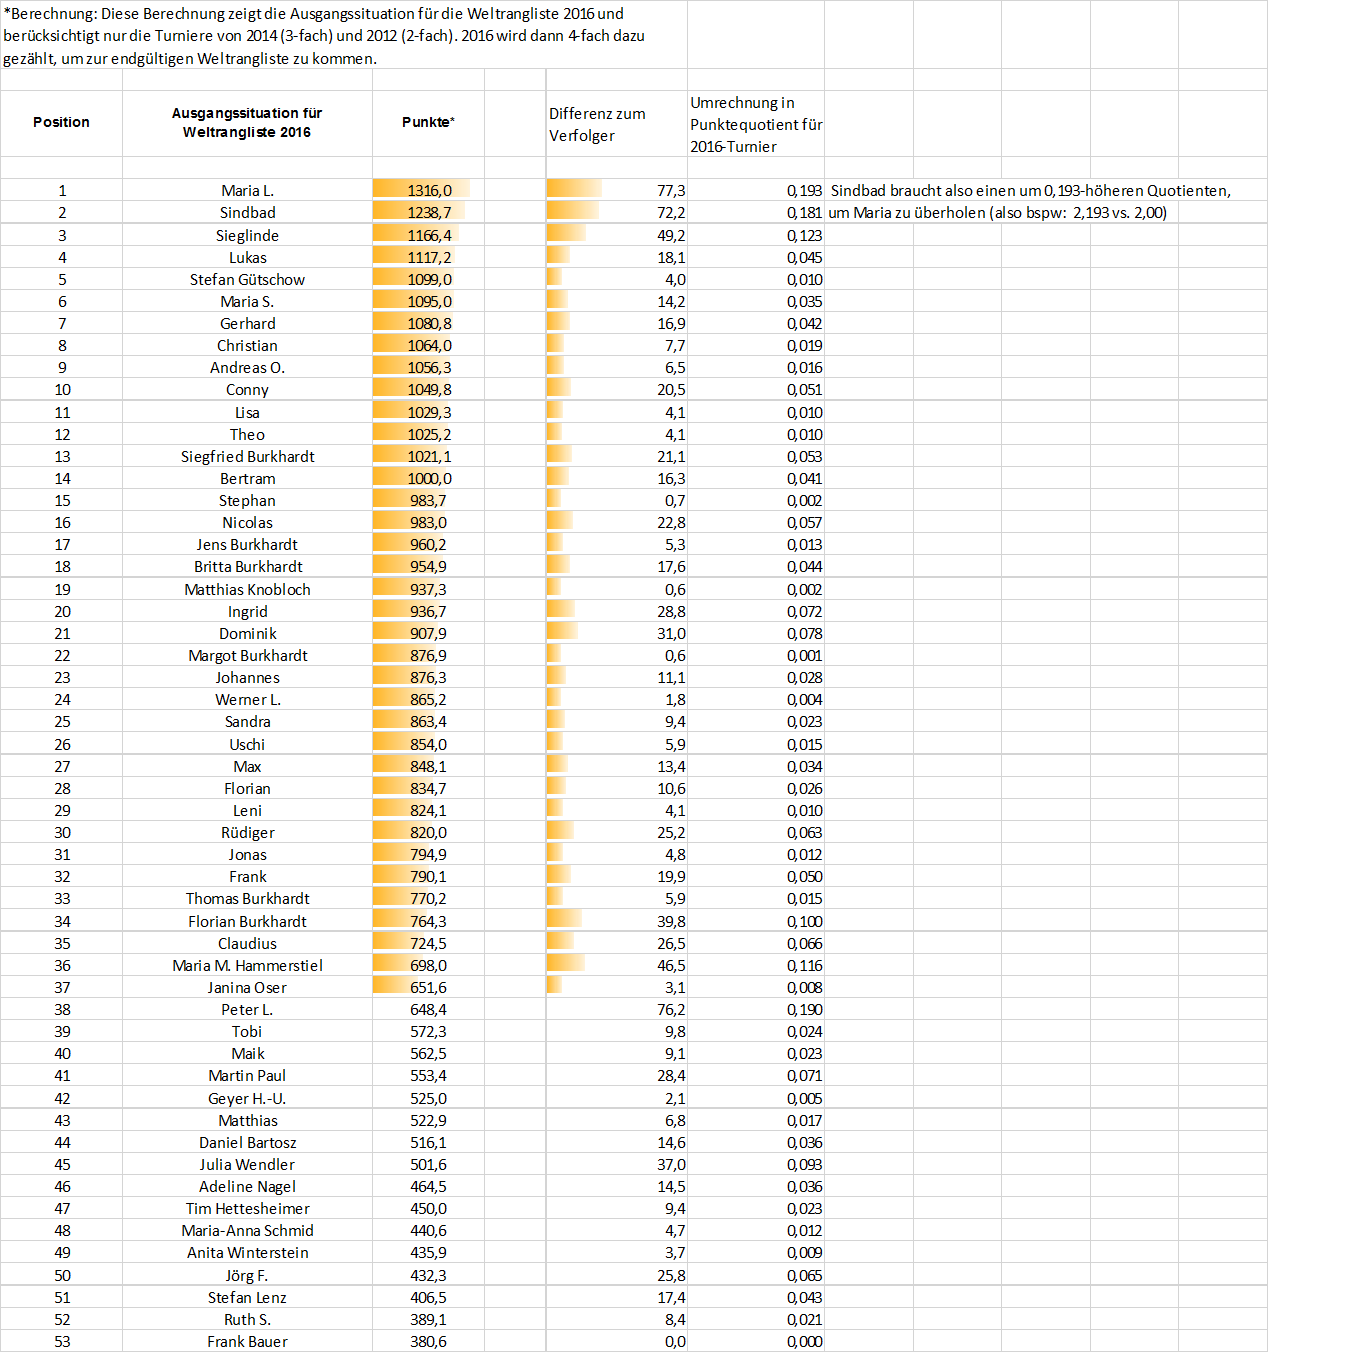 *Berechnung: Diese Berechnung zeigt die Ausgangssituation für die Weltrangliste 2016 und
berücksichtigt nur die Turniere von 2014 (3-fach) und 2012 (2-fach). 2016 wird dann 4-fach dazu
gezählt, um zur endgültigen Weltrangliste zu kommen.
Position Ausgangssituation für Weltrangliste 2016 Punkte* Differenz zum Verfolger Umrechnung in Punktequotient für 2016-Turnier
1 Maria L. 1316,0 77,3 0,193 Sindbad braucht also einen um 0,193-höheren Quotienten,
2 Sindbad 1238,7 72,2 0,181 um Maria zu überholen (also bspw: 2,193 vs. 2,00)
3 Sieglinde 1166,4 49,2 0,123
4 Lukas 1117,2 18,1 0,045
5 Stefan Gütschow 1099,0 4,0 0,010
6 Maria S. 1095,0 14,2 0,035
7 Gerhard 1080,8 16,9 0,042
8 Christian 1064,0 7,7 0,019
9 Andreas O. 1056,3 6,5 0,016
10 Conny 1049,8 20,5 0,051
11 Lisa 1029,3 4,1 0,010
12 Theo 1025,2 4,1 0,010
13 Siegfried Burkhardt 1021,1 21,1 0,053
14 Bertram 1000,0 16,3 0,041
15 Stephan 983,7 0,7 0,002
16 Nicolas 983,0 22,8 0,057
17 Jens Burkhardt 960,2 5,3 0,013
18 Britta Burkhardt 954,9 17,6 0,044
19 Matthias Knobloch 937,3 0,6 0,002
20 Ingrid 936,7 28,8 0,072
21 Dominik 907,9 31,0 0,078
22 Margot Burkhardt 876,9 0,6 0,001
23 Johannes 876,3 11,1 0,028
24 Werner L. 865,2 1,8 0,004
25 Sandra 863,4 9,4 0,023
26 Uschi 854,0 5,9 0,015
27 Max 848,1 13,4 0,034
28 Florian 834,7 10,6 0,026
29 Leni 824,1 4,1 0,010
30 Rüdiger 820,0 25,2 0,063
31 Jonas 794,9 4,8 0,012
32 Frank 790,1 19,9 0,050
33 Thomas Burkhardt 770,2 5,9 0,015
34 Florian Burkhardt 764,3 39,8 0,100
35 Claudius 724,5 26,5 0,066
36 Maria M. Hammerstiel 698,0 46,5 0,116
37 Janina Oser 651,6 3,1 0,008
38 Peter L. 648,4 76,2 0,190
39 Tobi 572,3 9,8 0,024
40 Maik 562,5 9,1 0,023
41 Martin Paul 553,4 28,4 0,071
42 Geyer H.-U. 525,0 2,1 0,005
43 Matthias 522,9 6,8 0,017
44 Daniel Bartosz 516,1 14,6 0,036
45 Julia Wendler 501,6 37,0 0,093
46 Adeline Nagel 464,5 14,5 0,036
47 Tim Hettesheimer 450,0 9,4 0,023
48 Maria-Anna Schmid 440,6 4,7 0,012
49 Anita Winterstein 435,9 3,7 0,009
50 Jörg F. 432,3 25,8 0,065
51 Stefan Lenz 406,5 17,4 0,043
52 Ruth S. 389,1 8,4 0,021
53 Frank Bauer 380,6 0,0 0,000